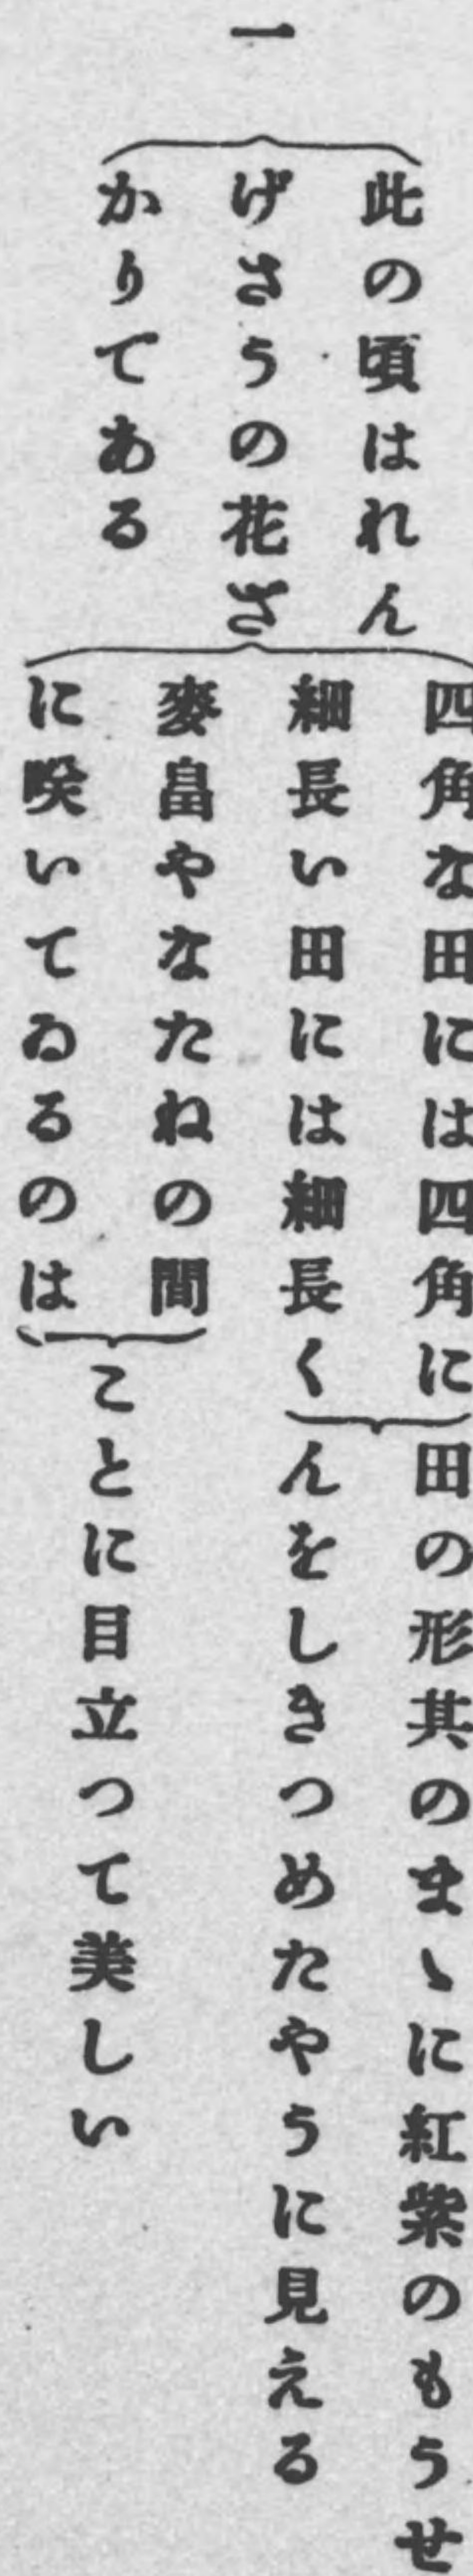 一
此の頃はれん
げさうの花ざ
かりてある
四角な田には四角に
細長い田には細長く
田の形其のまゝに紅紫のもうせ
んをしきつめたやうに見える
麥畠やなたねの間
に咲いてゐるのは、
ことに目立つて美しい